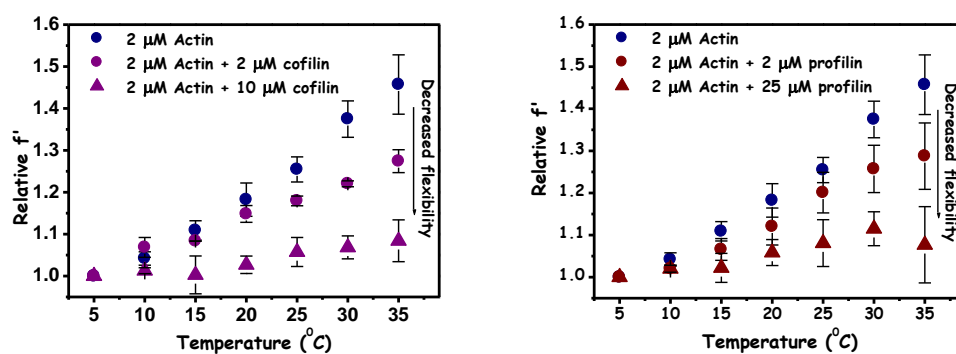 1.6
1.5
1.4
1.3
1.2
1.1
1.0
Relative f'
2 μM Actin
2 μM Actin + 2 μM cofilin
2 μM Actin + 10 μM cofilin
Decreased flexibility
5 10 15 20 25 30 35
Temperature (⁰C)
1.6
1.5
1.4
1.3
1.2
1.1
1.0
Relative f'
2 μM Actin
2 μM Actin + 2 μM profilin
2 μM Actin + 25 μM profilin
Decreased flexibility
5 10 15 20 25 30 35
Temperature (⁰C)